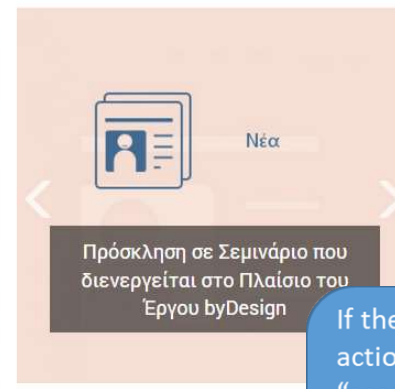 Νέα
Πρόσκληση σε Σεμινάριο που
διενεργείται στο Πλαίσιο του
Έργου byDesign
If the
actio
“